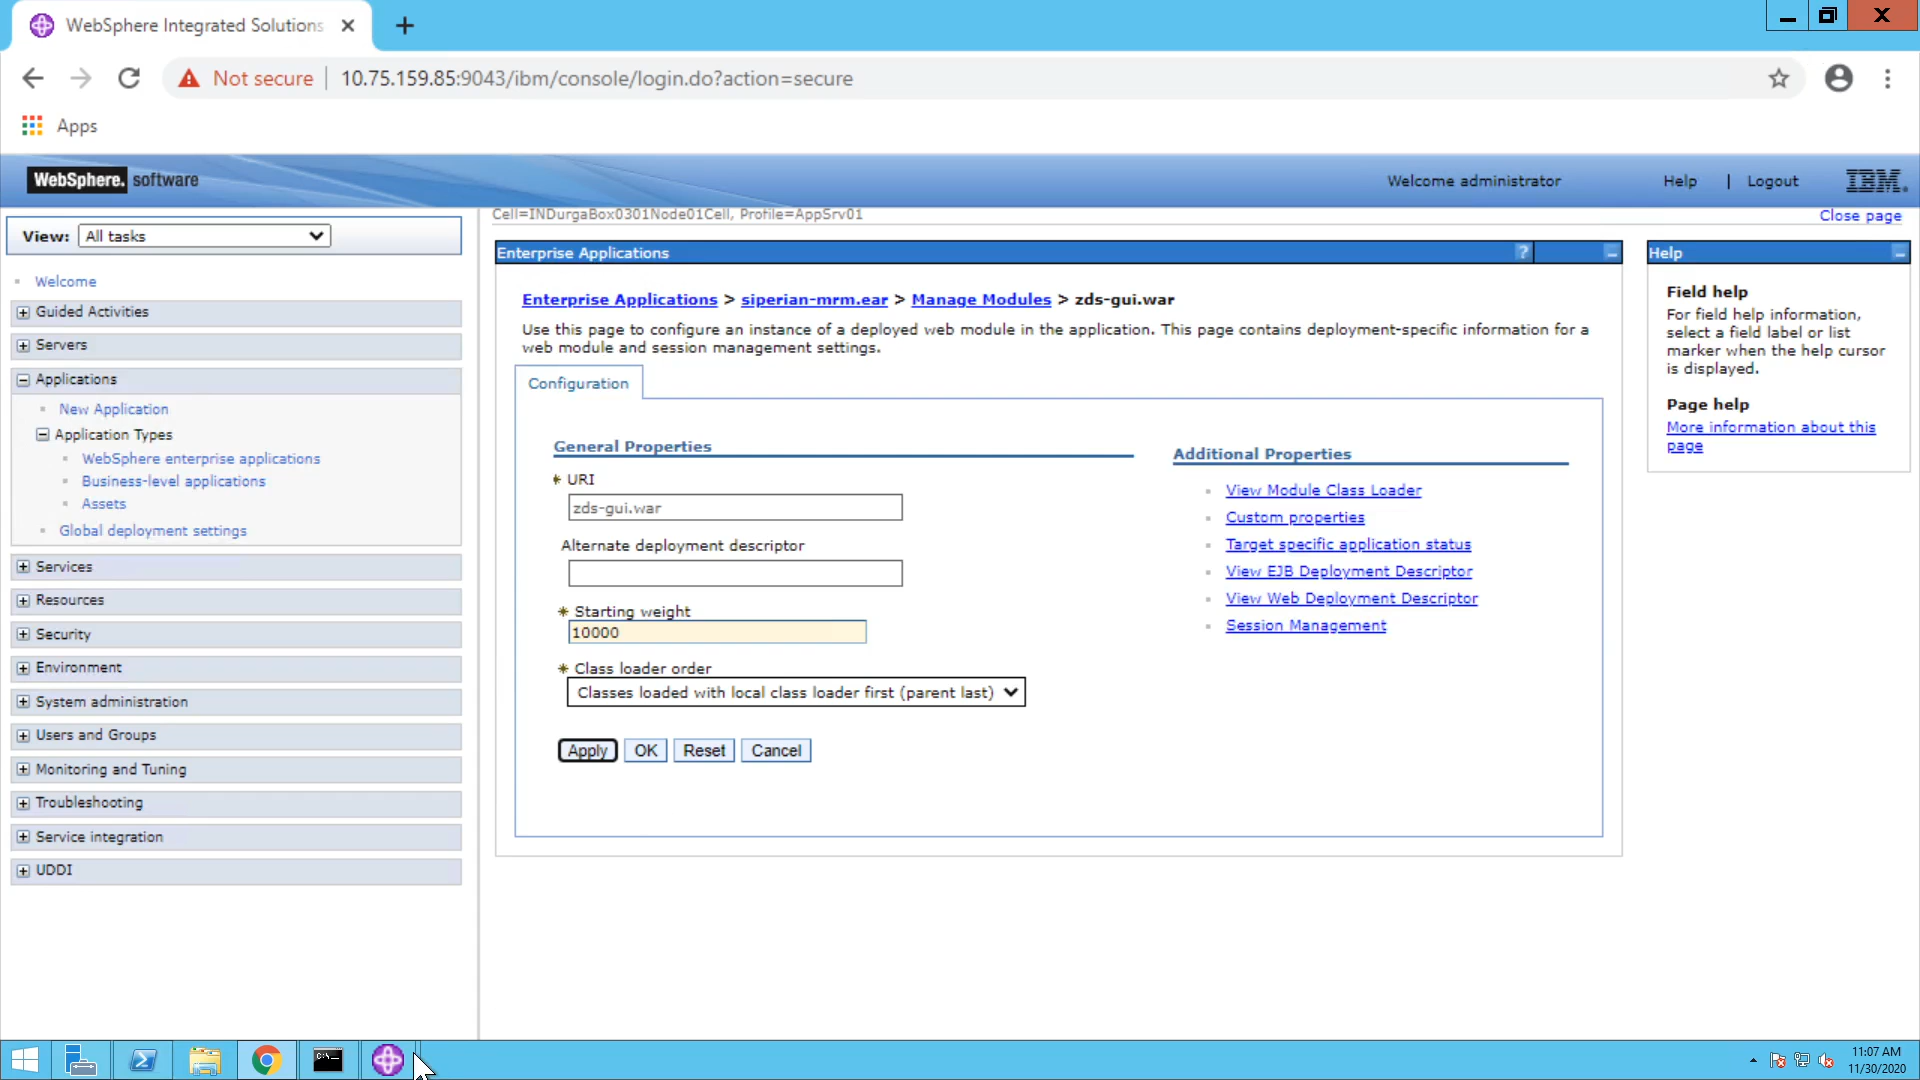 WebSphere Integrated Solutions
Not secure
10.75.159.85:9043/ibm/console/login.do?action=secure
Apps
WebSphere. software
Welcome administrator
Help | Logout
IBM.
View: All tasks
Cell=INDurgaBox0301Node01Cell, Profile=AppSrv01
Close page
Welcome
Guided Activities
Servers
Applications
New Application
Application Types
WebSphere enterprise applications
Business-level applications
Assets
Global deployment settings
Services
Resources
Security
Environment
System administration
Users and Groups
Monitoring and Tuning
Troubleshooting
Service integration
UDDI
Enterprise Applications
?
Enterprise Applications > siperian-mrm.ear > Manage Modules > zds-gui.war
Use this page to configure an instance of a deployed web module in the application. This page contains deployment-specific information for a
web module and session management settings.
Configuration
General Properties
* URI
zds-gui.war
Alternate deployment descriptor
* Starting weight
10000
* Class loader order
Classes loaded with local class loader first (parent last)
Apply
OK
Reset
Cancel
Additional Properties
View Module Class Loader
Custom properties
Target specific application status
View EJB Deployment Descriptor
View Web Deployment Descriptor
Session Management
Help
Field help
For field help information,
select a field label or list
marker when the help cursor
is displayed.
Page help
More information about this
page
11:07 AM
11/30/2020